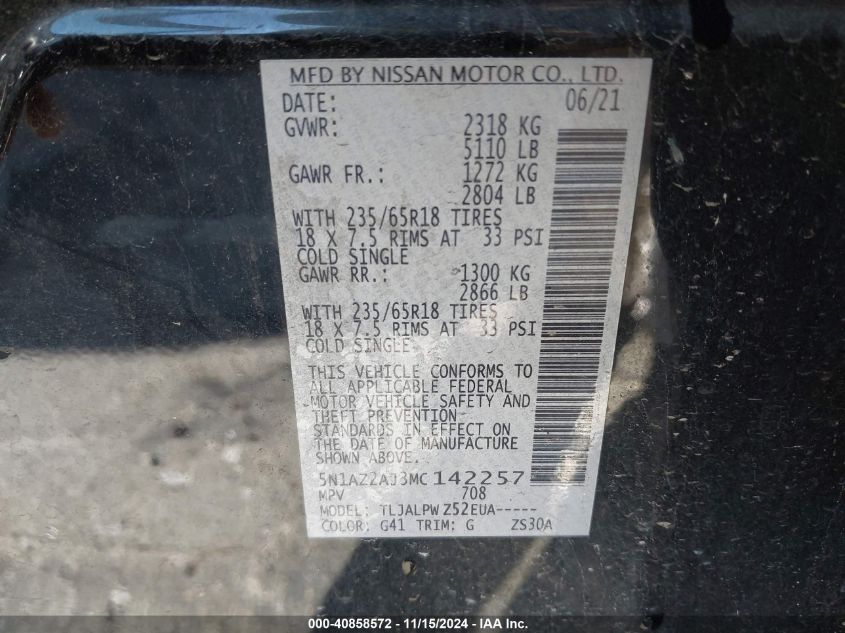 MFD BY NISSAN MOTOR CO., LTD.
DATE: 06/21
GVWR: 2318 KG
5110 LB
GAWR FR.: 1272 KG
2804 LB
WITH 235/65R18 TIRES
18 X 7.5 RIMS AT 33 PSI
COLD SINGLE
GAWR RR.: 1300 KG
2866 LB
WITH 235/65R18 TIRES
18 X 7.5 RIMS AT 33 PSI
COLD SINGLE
THIS VEHICLE CONFORMS TO
ALL APPLICABLE FEDERAL
MOTOR VEHICLE SAFETY AND
THEFT PREVENTION
STANDARDS IN EFFECT ON
THE DATE OF MANUFACTURE
SHOWN ABOVE.
5N1AZ2AJ3MC142257
MPV 708
MODEL: TLJALPW Z52EUA-----
COLOR: G41 TRIM: G ZS30A
000-40858572 - 11/15/2024 - IAAI Inc.